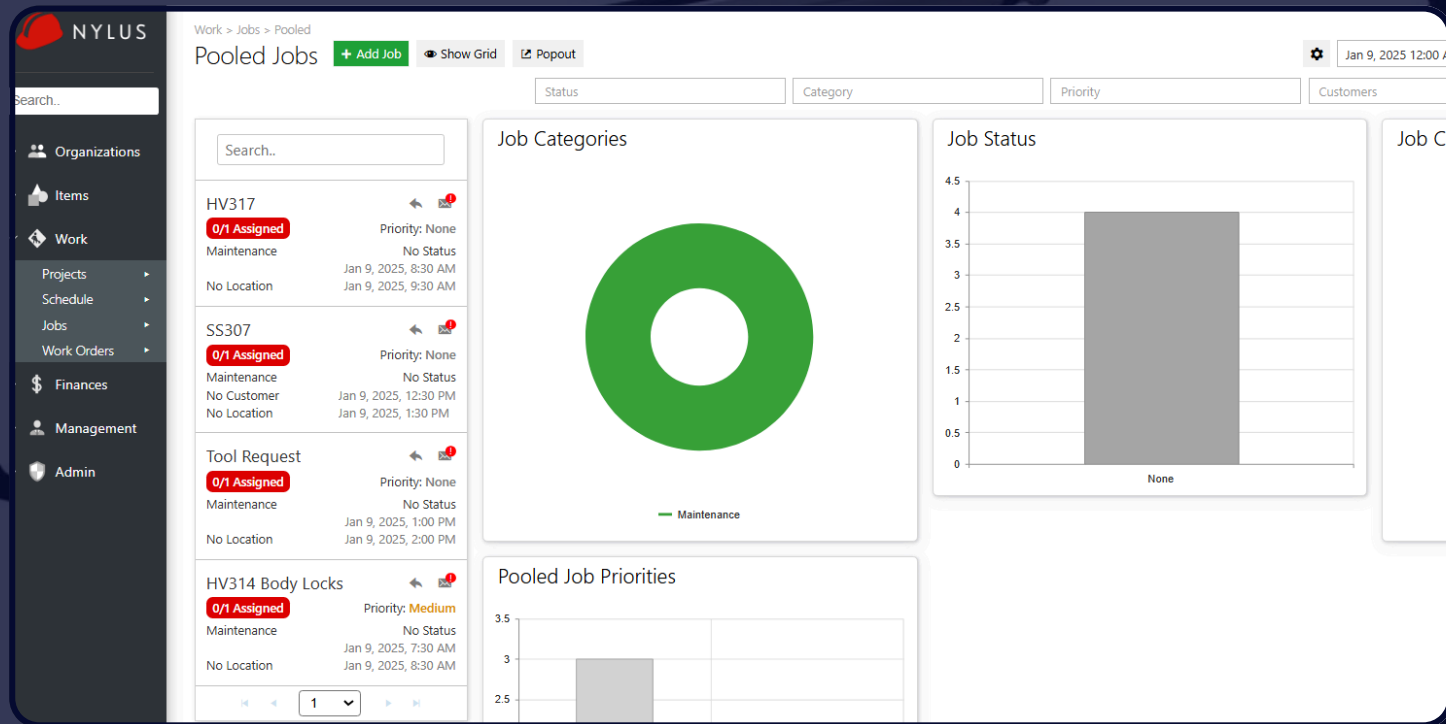 NYLUS
Search..
Organizations
Items
Work
Projects
Schedule
Jobs
Work Orders
Finances
Management
Admin
Work > Jobs > Pooled
Pooled Jobs
+ Add Job
Show Grid
Popout
Jan 9, 2025 12:00 A
Status
Category
Priority
Customers
Search..
HV317
0/1 Assigned
Priority: None
Maintenance
No Status
Jan 9, 2025, 8:30 AM
No Location
Jan 9, 2025, 9:30 AM
SS307
0/1 Assigned
Priority: None
Maintenance
No Status
No Customer
Jan 9, 2025, 12:30 PM
No Location
Jan 9, 2025, 1:30 PM
Tool Request
0/1 Assigned
Priority: None
Maintenance
No Status
Jan 9, 2025, 1:00 PM
No Location
Jan 9, 2025, 2:00 PM
HV314 Body Locks
0/1 Assigned
Priority: Medium
Maintenance
No Status
Jan 9, 2025, 7:30 AM
No Location
Jan 9, 2025, 8:30 AM
1
Job Categories
Maintenance
Job Status
4.5
4
3.5
3
2.5
2
1.5
1
0.5
0
None
Job C
Pooled Job Priorities
3.5
3
2.5